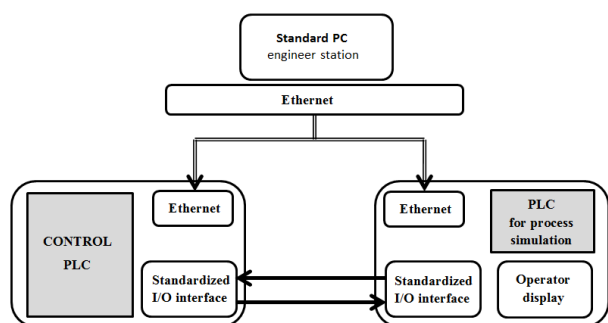 Standard PC
engineer station
Ethernet
CONTROL
PLC
Ethernet
Standardized
I/O interface
Ethernet
PLC
for process
simulation
Standardized
I/O interface
Operator
display